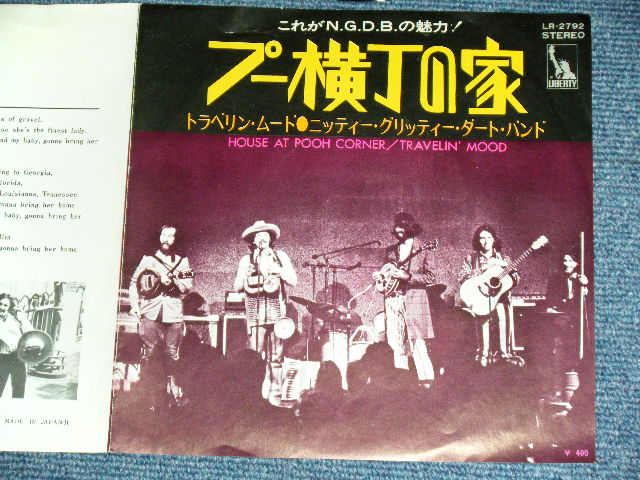 これがN.G.D.B.の魅力!
LR-2792
STEREO
LIBERTY
プー横丁の家
トラベリン・ムード●ニッティー・グリッティー・ダート・バンド
HOUSE AT POOH CORNER/TRAVELIN' MOOD
¥ 400
s of gravel.
se she's the finest lady.
nd my baby, gonna bring her
ing to Georgia,
lorida,
Louisianna, Tennessee.
gonna bring her home
baby, gonna bring her
gonna bring her home.
MADE IN JAPAN